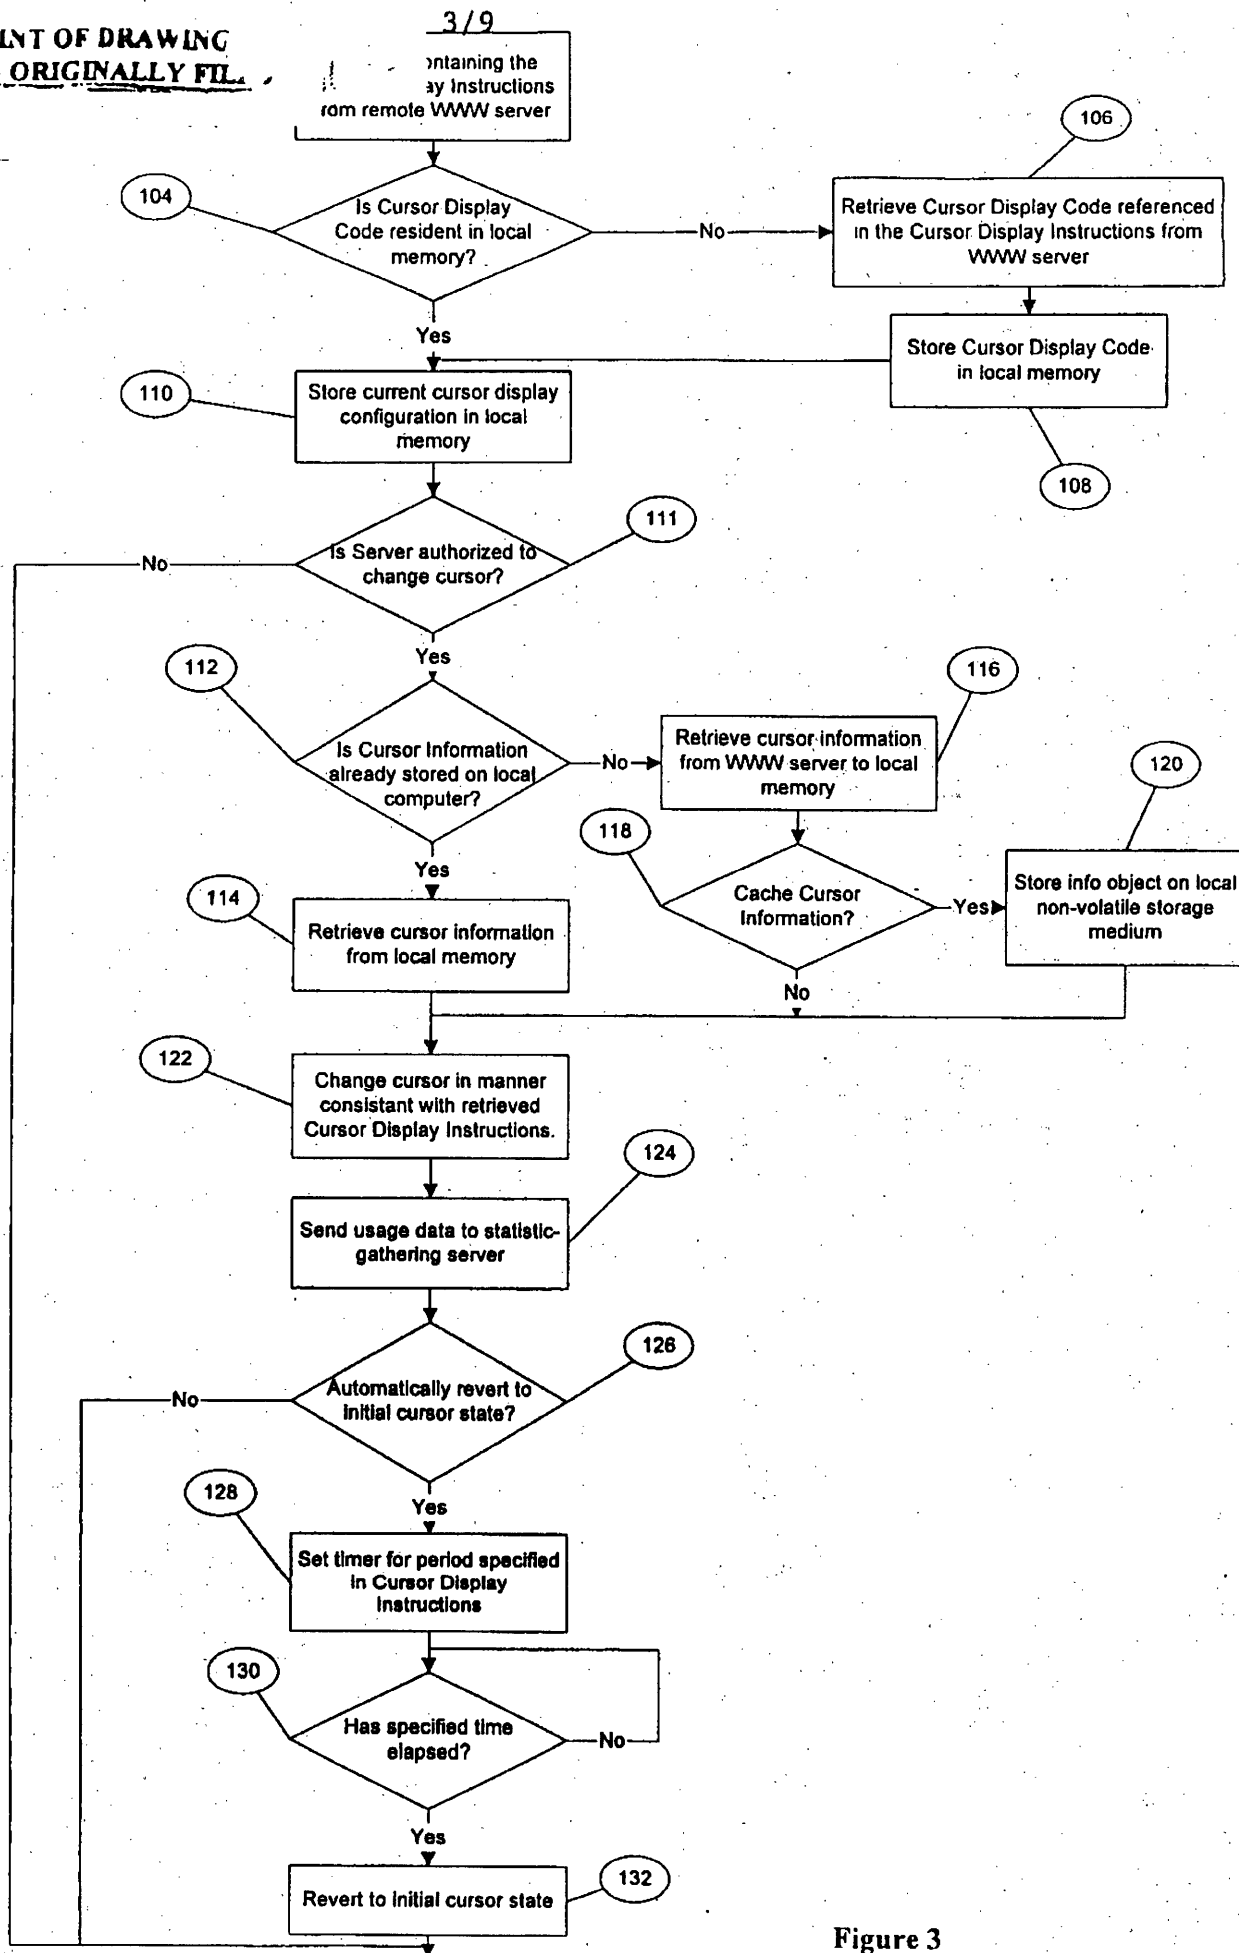 3/9
OF DRAWING
ORIGINALLY
the
Instructions
remote WWW server
106
104
Is Cursor Display
Code resident in local
memory?
No
Retrieve Cursor Display Code referenced
in the Cursor Display Instructions from
WWW server
Yes
Store Cursor Display Code
in local memory
110
Store current cursor display
configuration in local
memory
108
111
No
Is Server authorized to
change cursor?
Yes
112
116
Is Cursor Information
already stored on local
computer?
No
Retrieve cursor information
from WWW server to local
memory
120
118
Yes
Cache Cursor
Information?
Yes
Store info object on local
non-volatile storage
medium
114
Retrieve cursor information
from local memory
No
122
Change cursor in manner
consistant with retrieved
Cursor Display Instructions.
124
Send usage data to statistic-
gathering server
126
No
Automatically revert to
initial cursor state?
128
Yes
Set timer for period specified
in Cursor Display
Instructions
130
Has specified time
elapsed?
No
Yes
132
Revert to initial cursor state
Figure 3